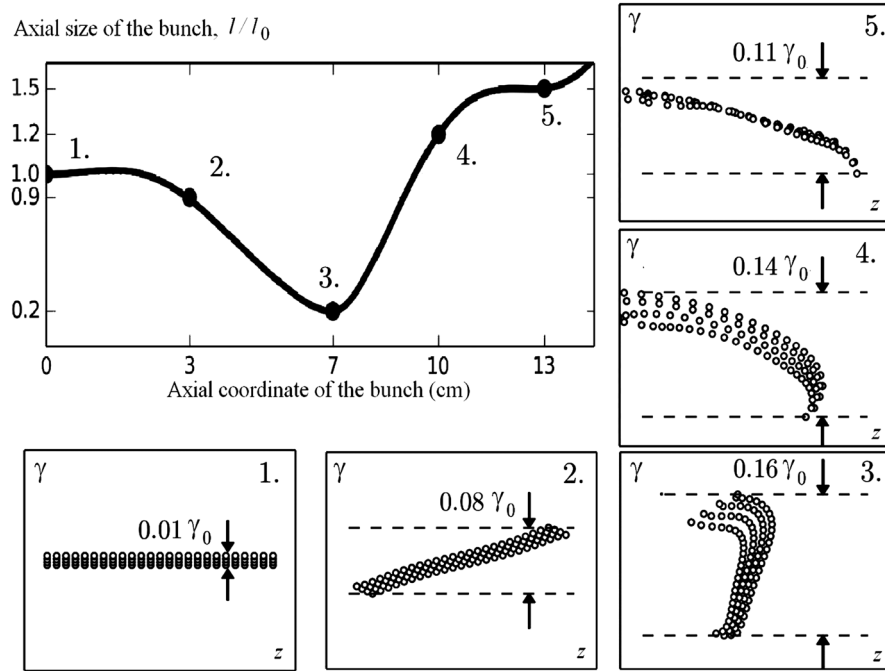 Axial size of the bunch, l/l₀
1.5
1.2
1.0
0.9
0.2
1.
2.
3.
4.
5.
0 3 7 10 13
Axial coordinate of the bunch (cm)
γ 5.
0.11 γ₀
z
γ 4.
0.14 γ₀
z
γ 1.
0.01 γ₀
z
γ 2.
0.08 γ₀
z
γ 3.
0.16 γ₀
z